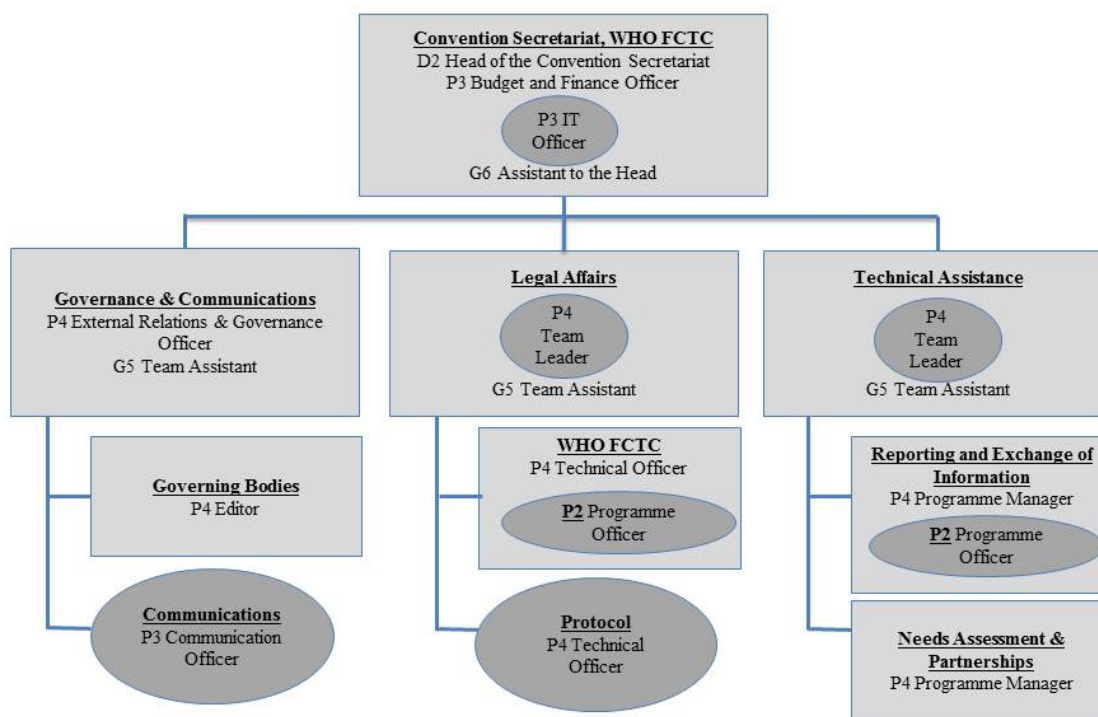 Convention Secretariat, WHO FCTC
D2 Head of the Convention Secretariat
P3 Budget and Finance Officer
P3 IT
Officer
G6 Assistant to the Head
Governance & Communications
P4 External Relations & Governance
Officer
G5 Team Assistant
Governing Bodies
P4 Editor
Communications
P3 Communication
Officer
Legal Affairs
P4
Team
Leader
G5 Team Assistant
WHO FCTC
P4 Technical Officer
P2 Programme
Officer
Protocol
P4 Technical
Officer
Technical Assistance
P4
Team
Leader
G5 Team Assistant
Reporting and Exchange of
Information
P4 Programme Manager
P2 Programme
Officer
Needs Assessment &
Partnerships
P4 Programme Manager